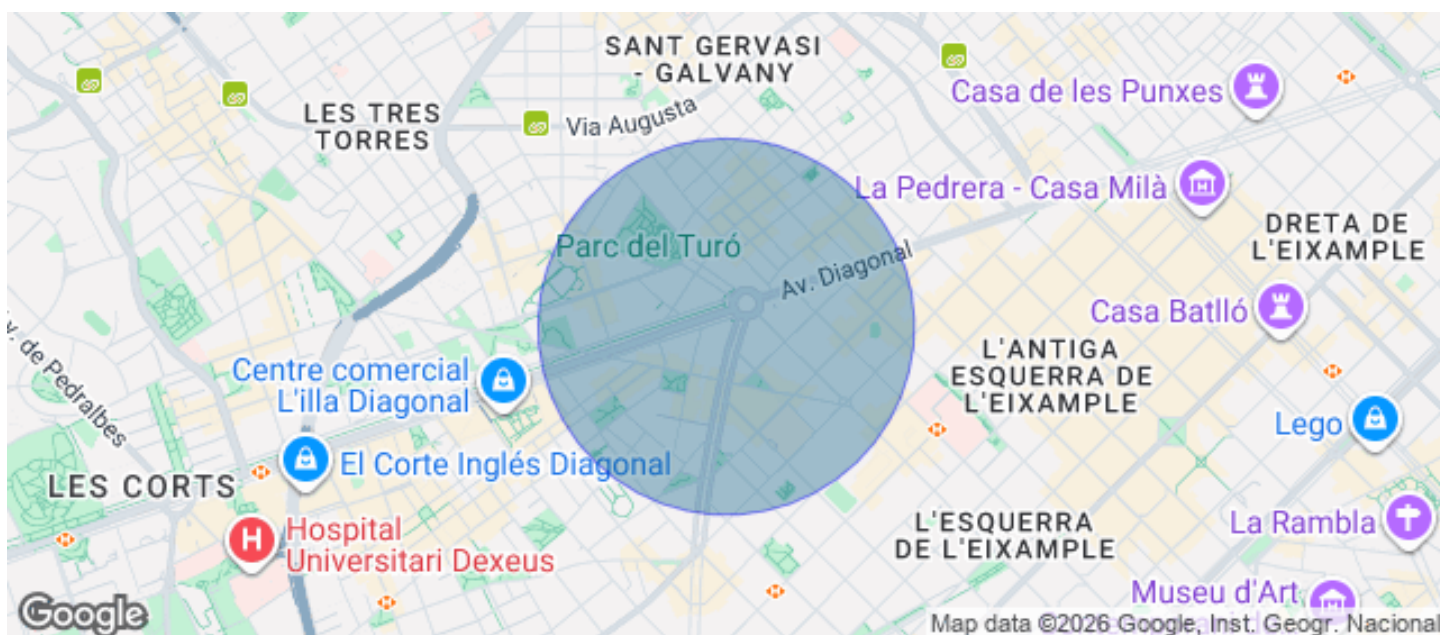 SANT GERVASI
- GALVANY
Casa de les Punxes
LES TRES
TORRES
Via Augusta
La Pedrera - Casa Milà
DRETA DE
L'EIXAMPLE
Parc del Turó
Av. Diagonal
Casa Batlló
v. de Pedralbes
Centre comercial
L'illa Diagonal
L'ANTIGA
ESQUERRA DE
L'EIXAMPLE
Lego
El Corte Inglés Diagonal
LES CORTS
H
Hospital
Universitari Dexeus
L'ESQUERRA
DE L'EIXAMPLE
La Rambla
Museu d'Art
Google
Map data ©2026 Google, Inst. Geogr. Nacional